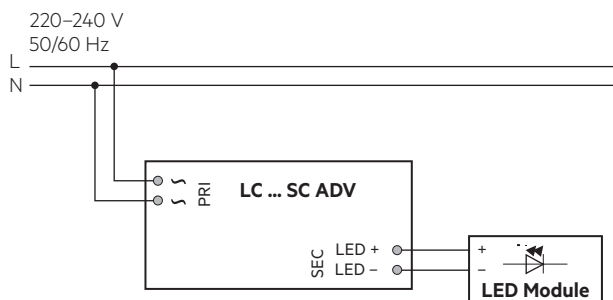 220–240 V
50/60 Hz
L
N
~ PRI
~
LC ... SC ADV
SEC
LED +
LED –
+
–
LED Module